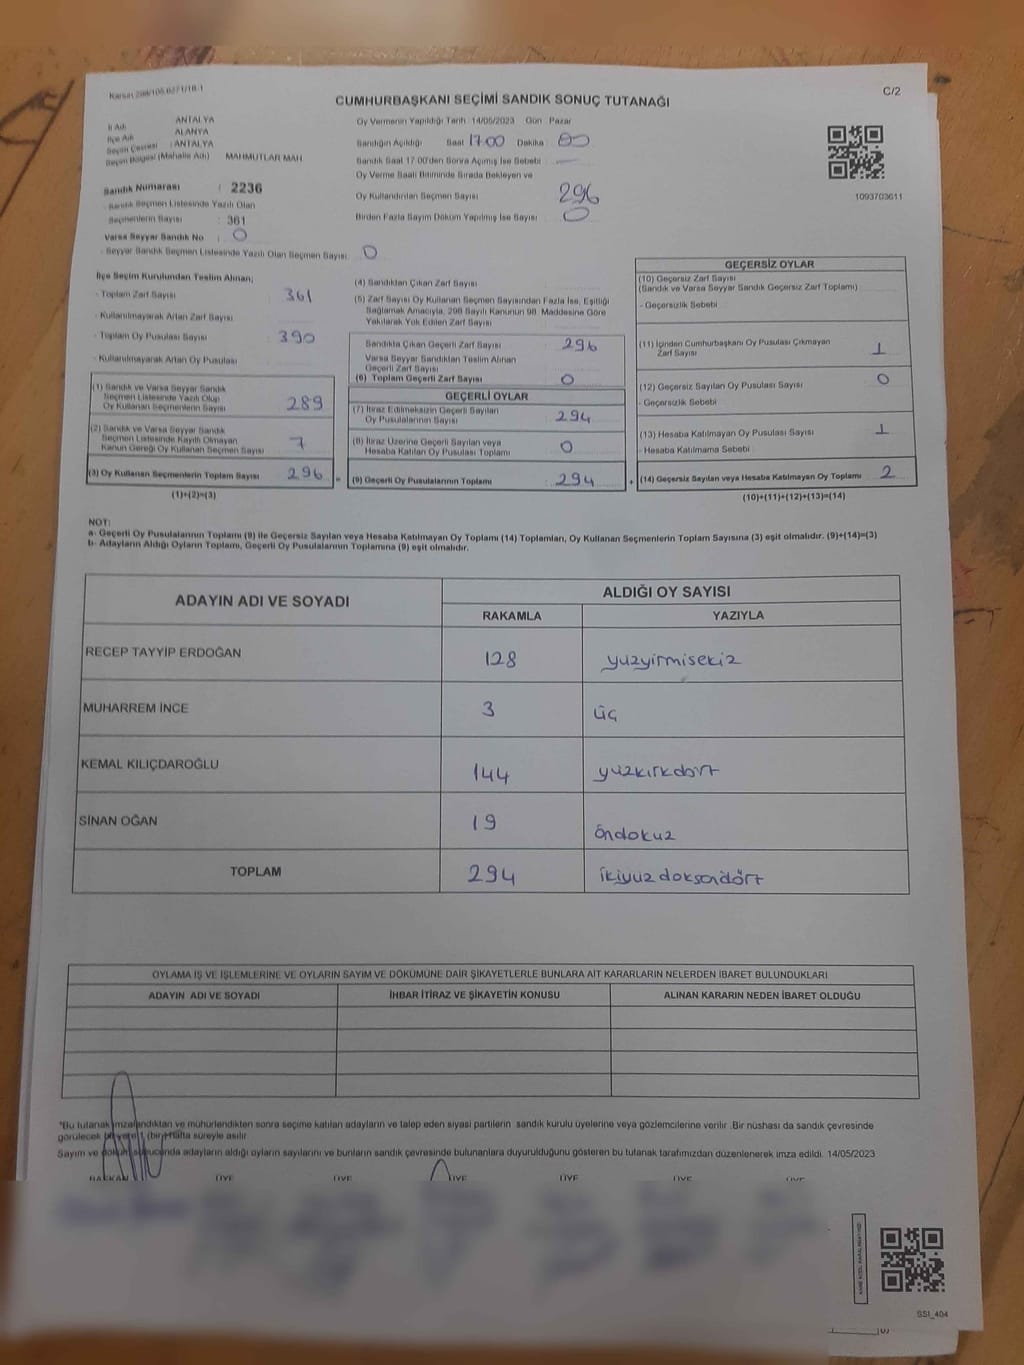 Kanun 298/105.627 1/18-1
C/2
CUMHURBAŞKANI SEÇİMİ SANDIK SONUÇ TUTANAĞI
İl Adı ANTALYA
İlçe Adı ALANYA
Seçim Çevresi : ANTALYA
Seçim Bölgesi (Mahalle Adı) MAHMUTLAR MAH
Sandık Numarası : 2236
Sandık Seçmen Listesinde Yazılı Olan
Seçmenlerin Sayısı : 361
Varsa Seyyar Sandık No : 0
- Seyyar Sandık Seçmen Listesinde Yazılı Olan Seçmen Sayısı: 0
Oy Vermenin Yapıldığı Tarih : 14/05/2023 Gün : Pazar
Sandığın Açıldığı Saat 17:00 Dakika : 00
Sandık Saat 17.00'den Sonra Açımış İse Sebebi : —
Oy Verme Saati Bitiminde Sırada Bekleyen ve
Oy Kullandırılan Seçmen Sayısı 296
Birden Fazla Sayım Döküm Yapılmış İse Sayısı : 0
1093703611
İlçe Seçim Kurulundan Teslim Alınan;
- Toplam Zarf Sayısı 361
- Kullanılmayarak Artan Zarf Sayısı
- Toplam Oy Pusulası Sayısı 390
- Kullanılmayarak Artan Oy Pusulası
(1) Sandık ve Varsa Seyyar Sandık
Seçmen Listesinde Yazılı Olup
Oy Kullanan Seçmenlerin Sayısı 289
(2) Sandık ve Varsa Seyyar Sandık
Seçmen Listesinde Kayıtlı Olmayan
Kanun Gereği Oy Kullanan Seçmen Sayısı 7
(3) Oy Kullanan Seçmenlerin Toplam Sayısı 296 =
(1)+(2)=(3)
(4) Sandıktan Çıkan Zarf Sayısı :
(5) Zarf Sayısı Oy Kullanan Seçmen Sayısından Fazla İse, Eşitliği
Sağlamak Amacıyla, 298 Sayılı Kanunun 98. Maddesine Göre
Yakılarak Yok Edilen Zarf Sayısı
Sandıkta Çıkan Geçerli Zarf Sayısı 296
Varsa Seyyar Sandıktan Teslim Alınan
Geçerli Zarf Sayısı
(6) Toplam Geçerli Zarf Sayısı 0
GEÇERLİ OYLAR
(7) İtiraz Edilmeksizin Geçerli Sayılan
Oy Pusulalarının Sayısı 294
(8) İtiraz Üzerine Geçerli Sayılan veya
Hesaba Katılan Oy Pusulası Toplamı 0
(9) Geçerli Oy Pusulalarının Toplamı 294 +
GEÇERSİZ OYLAR
(10) Geçersiz Zarf Sayısı
(Sandık ve Varsa Seyyar Sandık Geçersiz Zarf Toplamı)
- Geçersizlik Sebebi
(11) İçinden Cumhurbaşkanı Oy Pusulası Çıkmayan
Zarf Sayısı 1
(12) Geçersiz Sayılan Oy Pusulası Sayısı 0
- Geçersizlik Sebebi
(13) Hesaba Katılmayan Oy Pusulası Sayısı 1
- Hesaba Katılmama Sebebi
(14) Geçersiz Sayılan veya Hesaba Katılmayan Oy Toplamı 2
(10)+(11)+(12)+(13)=(14)
NOT:
a- Geçerli Oy Pusulalarının Toplamı (9) ile Geçersiz Sayılan veya Hesaba Katılmayan Oy Toplamı (14) Toplamları, Oy Kullanan Seçmenlerin Toplam Sayısına (3) eşit olmalıdır. (9)+(14)=(3)
b- Adayların Aldığı Oyların Toplamı, Geçerli Oy Pusulalarının Toplamına (9) eşit olmalıdır.
ADAYIN ADI VE SOYADI ALDIĞI OY SAYISI
RAKAMLA YAZIYLA
RECEP TAYYİP ERDOĞAN 128 yüzyirmisekiz
MUHARREM İNCE 3 üç
KEMAL KILIÇDAROĞLU 144 yüzkırkdört
SİNAN OĞAN 19 öndokuz
TOPLAM 294 ikiyüz doksandört
OYLAMA İŞ VE İŞLEMLERİNE VE OYLARIN SAYIM VE DÖKÜMÜNE DAİR ŞİKAYETLERLE BUNLARA AİT KARARLARIN NELERDEN İBARET BULUNDUKLARI
ADAYIN ADI VE SOYADI İHBAR İTİRAZ VE ŞİKAYETİN KONUSU ALINAN KARARIN NEDEN İBARET OLDUĞU
*Bu tutanak imzalandıktan ve mühürlendikten sonra seçime katılan adayların ve talep eden siyasi partilerin sandık kurulu üyelerine veya gözlemcilerine verilir .Bir nüshası da sandık çevresinde
görülecek bir yere 1 (bir) hafta süreyle asılır
Sayım ve döküm sonucunda adayların aldığı oyların sayılarını ve bunların sandık çevresinde bulunanlara duyurulduğunu gösteren bu tutanak tarafımızdan düzenlenerek imza edildi. 14/05/2023
BAŞKAN ÜYE ÜYE ÜYE ÜYE ÜYE ÜYE
SSI_404